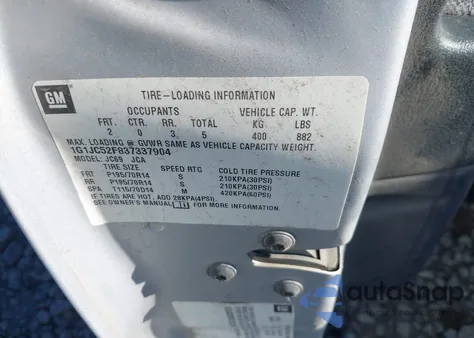 GM
TIRE-LOADING INFORMATION
OCCUPANTS VEHICLE CAP. WT.
FRT. CTR. RR. TOTAL KG LBS
2 0 3 5 400 882
MAX. LOADING @ GVWR SAME AS VEHICLE CAPACITY WEIGHT.
1G1JC52F837337904
MODEL: JC69 JCA
TIRE SIZE SPEED RTG COLD TIRE PRESSURE
FRT P195/70R14 S 210KPA(30PSI)
RR P195/70R14 S 210KPA(30PSI)
SPA T115/70D14 M 420KPA(60PSI)
IF TIRES ARE HOT, ADD 28KPA(4PSI).
SEE OWNER'S MANUAL FOR MORE INFORMATION.
GM
autoSnap